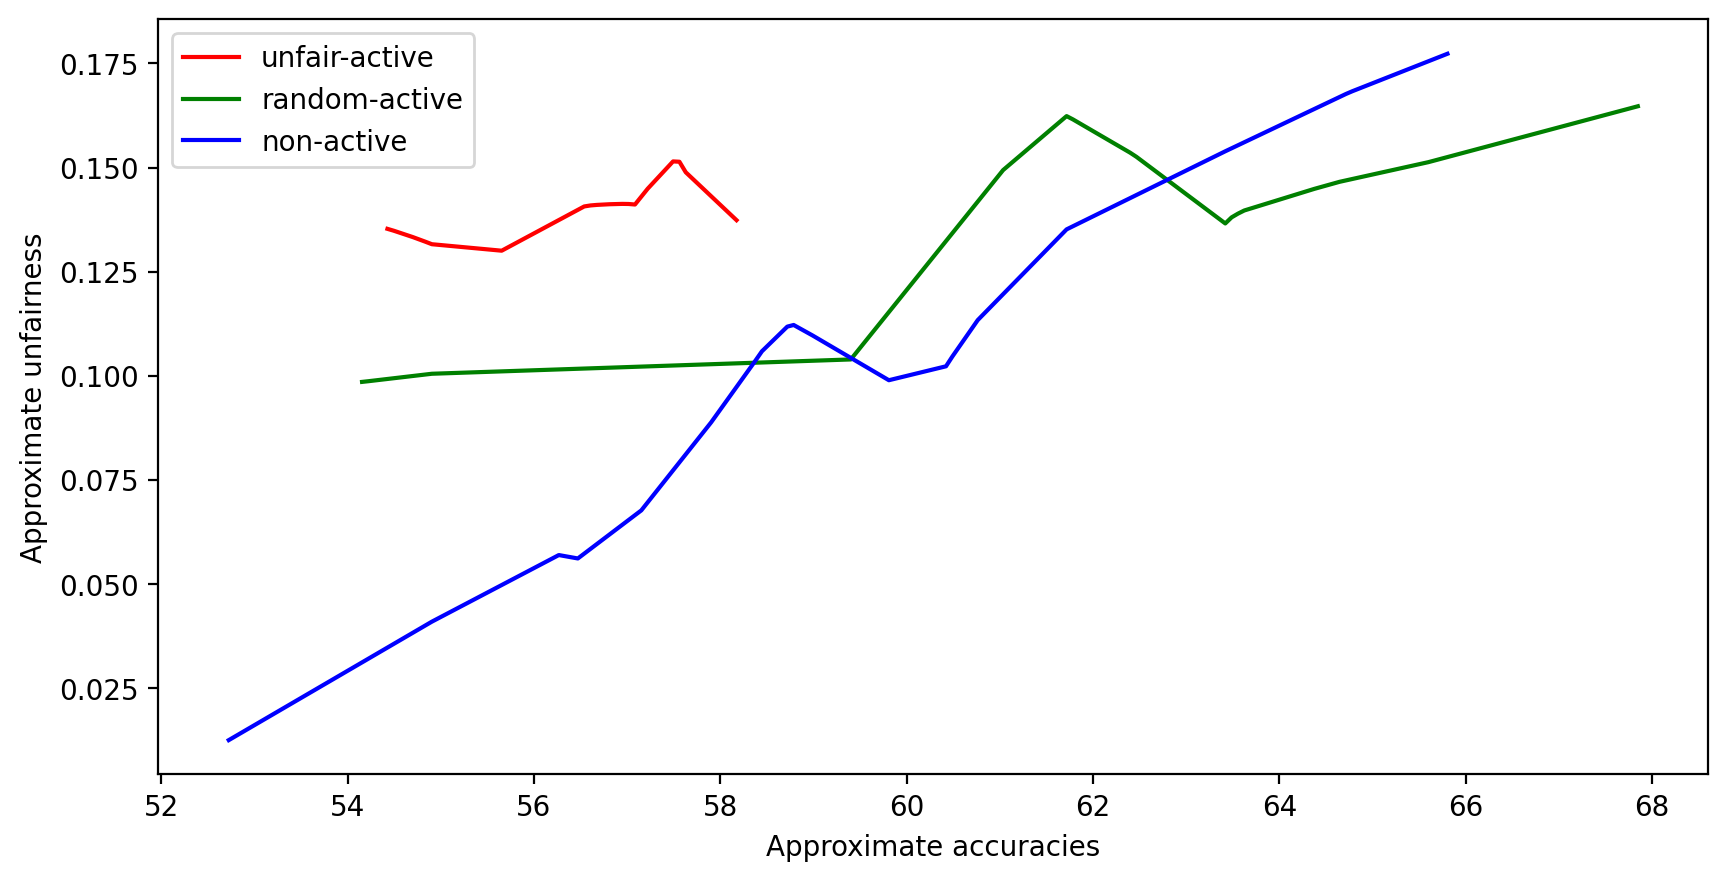 unfair-active
random-active
non-active
0.175
0.150
0.125
0.100
0.075
0.050
0.025
Approximate unfairness
52 54 56 58 60 62 64 66 68
Approximate accuracies